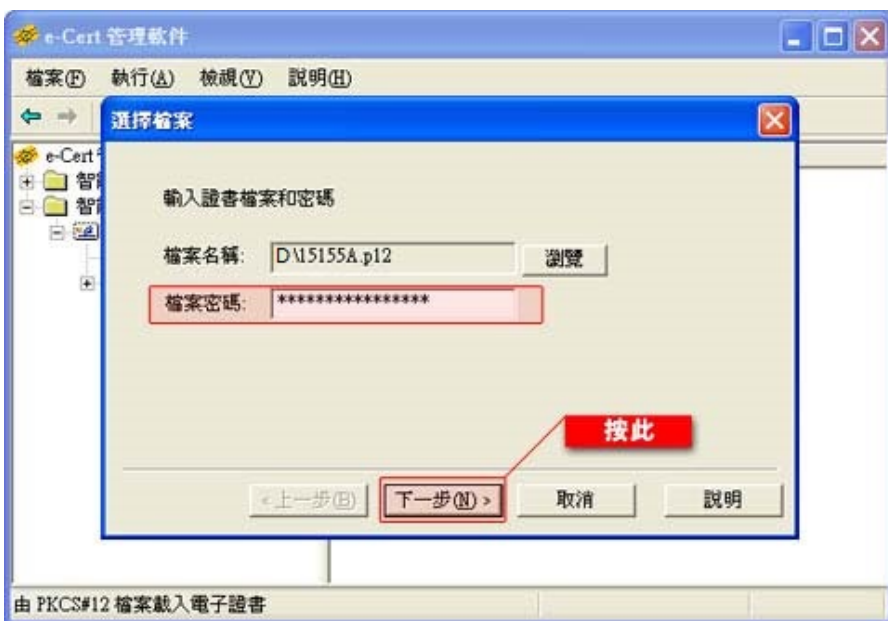 e-Cert 管理軟件
檔案(F) 執行(A) 檢視(V) 說明(H)
選擇檔案
e-Cert
輸入證書檔案和密碼
檔案名稱: D\15155A.p12 瀏覽
檔案密碼: ****************
按此
<上一步(B) 下一步(N) > 取消 說明
由 PKCS#12 檔案載入電子證書